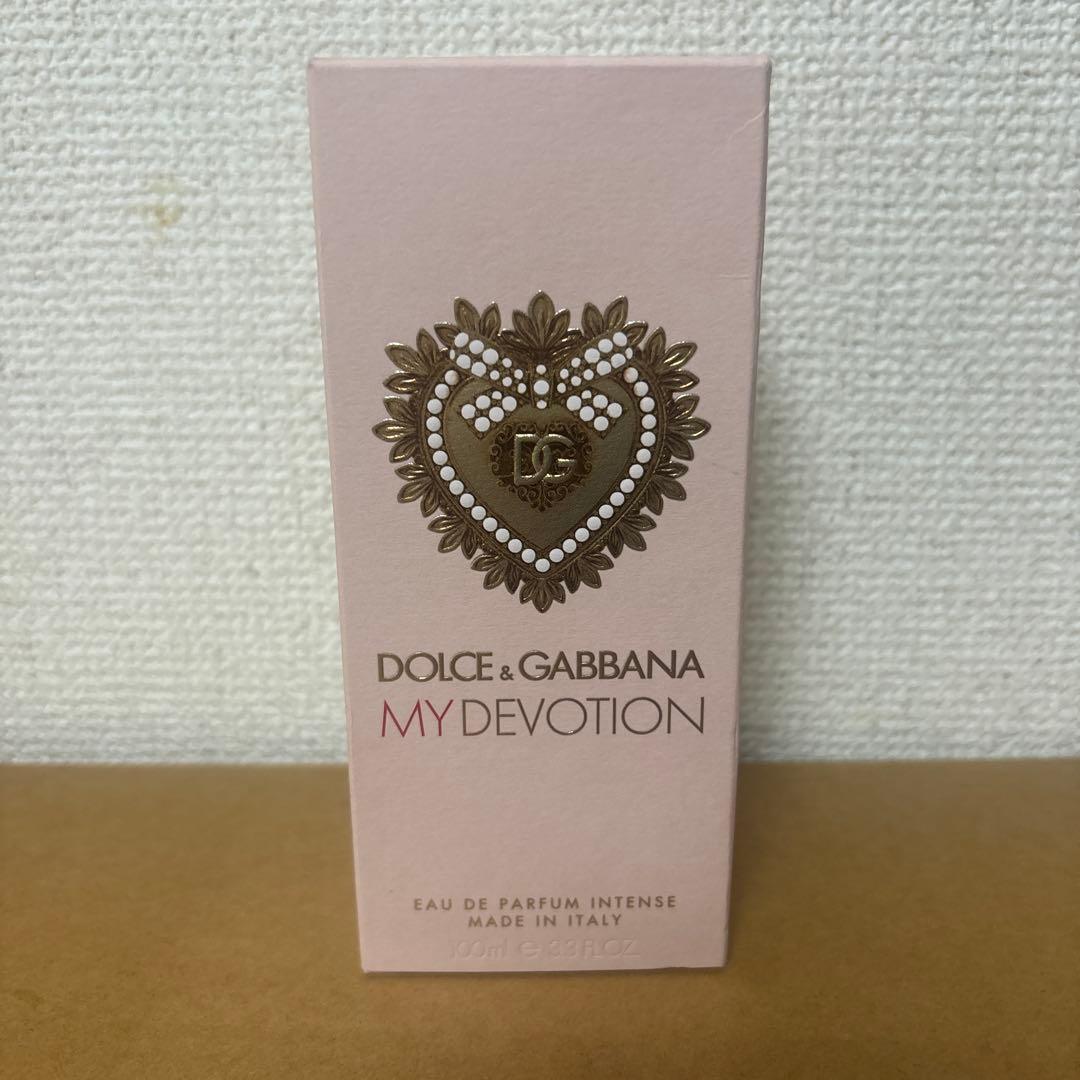 DG
DOLCE & GABBANA
MY DEVOTION
EAU DE PARFUM INTENSE
MADE IN ITALY
100ml e 3.3 FL.OZ